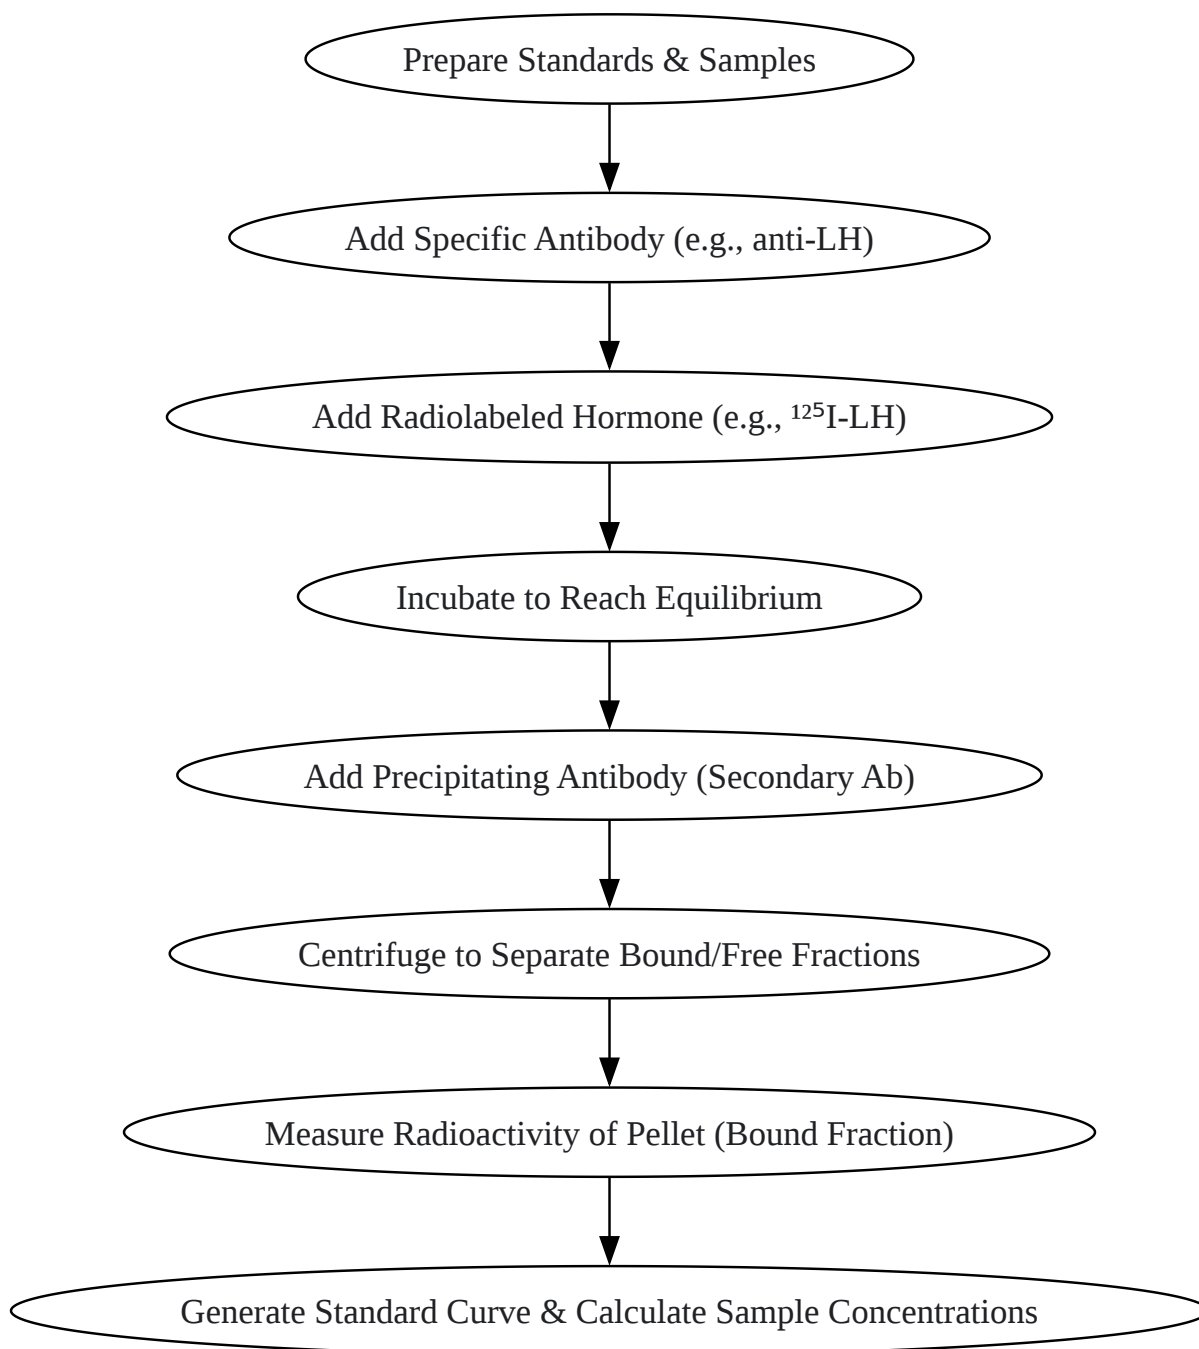 Prepare Standards & Samples
Add Specific Antibody (e.g., anti-LH)
Add Radiolabeled Hormone (e.g., ¹²⁵I-LH)
Incubate to Reach Equilibrium
Add Precipitating Antibody (Secondary Ab)
Centrifuge to Separate Bound/Free Fractions
Measure Radioactivity of Pellet (Bound Fraction)
Generate Standard Curve & Calculate Sample Concentrations